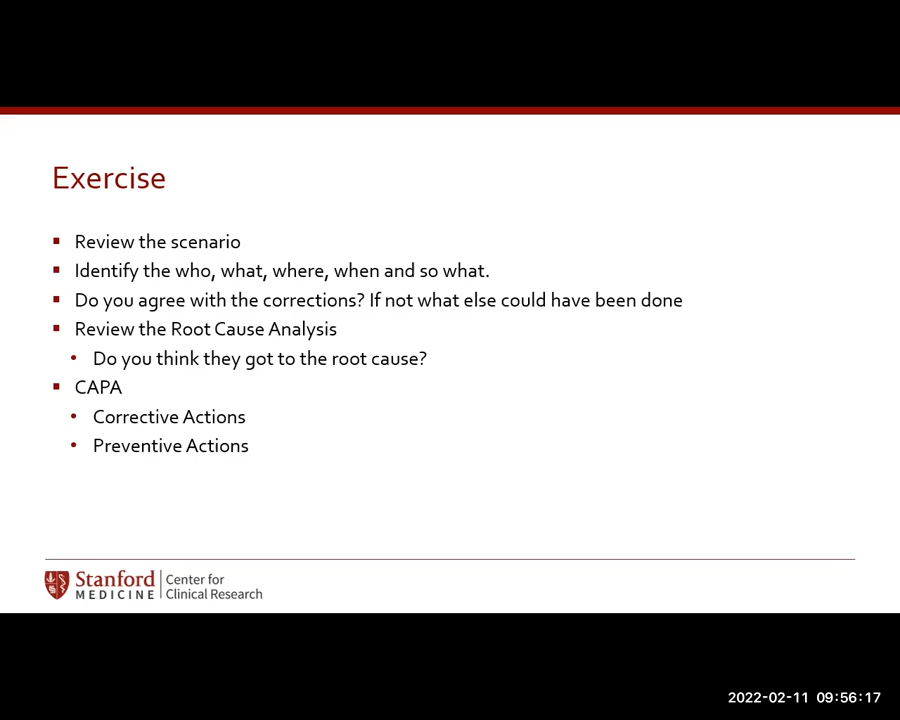 Exercise
Review the scenario
Identify the who, what, where, when and so what.
Do you agree with the corrections? If not what else could have been done
Review the Root Cause Analysis
Do you think they got to the root cause?
CAPA
Corrective Actions
Preventive Actions
Stanford
MEDICINE
Center for
Clinical Research
2022-02-11 09:56:17